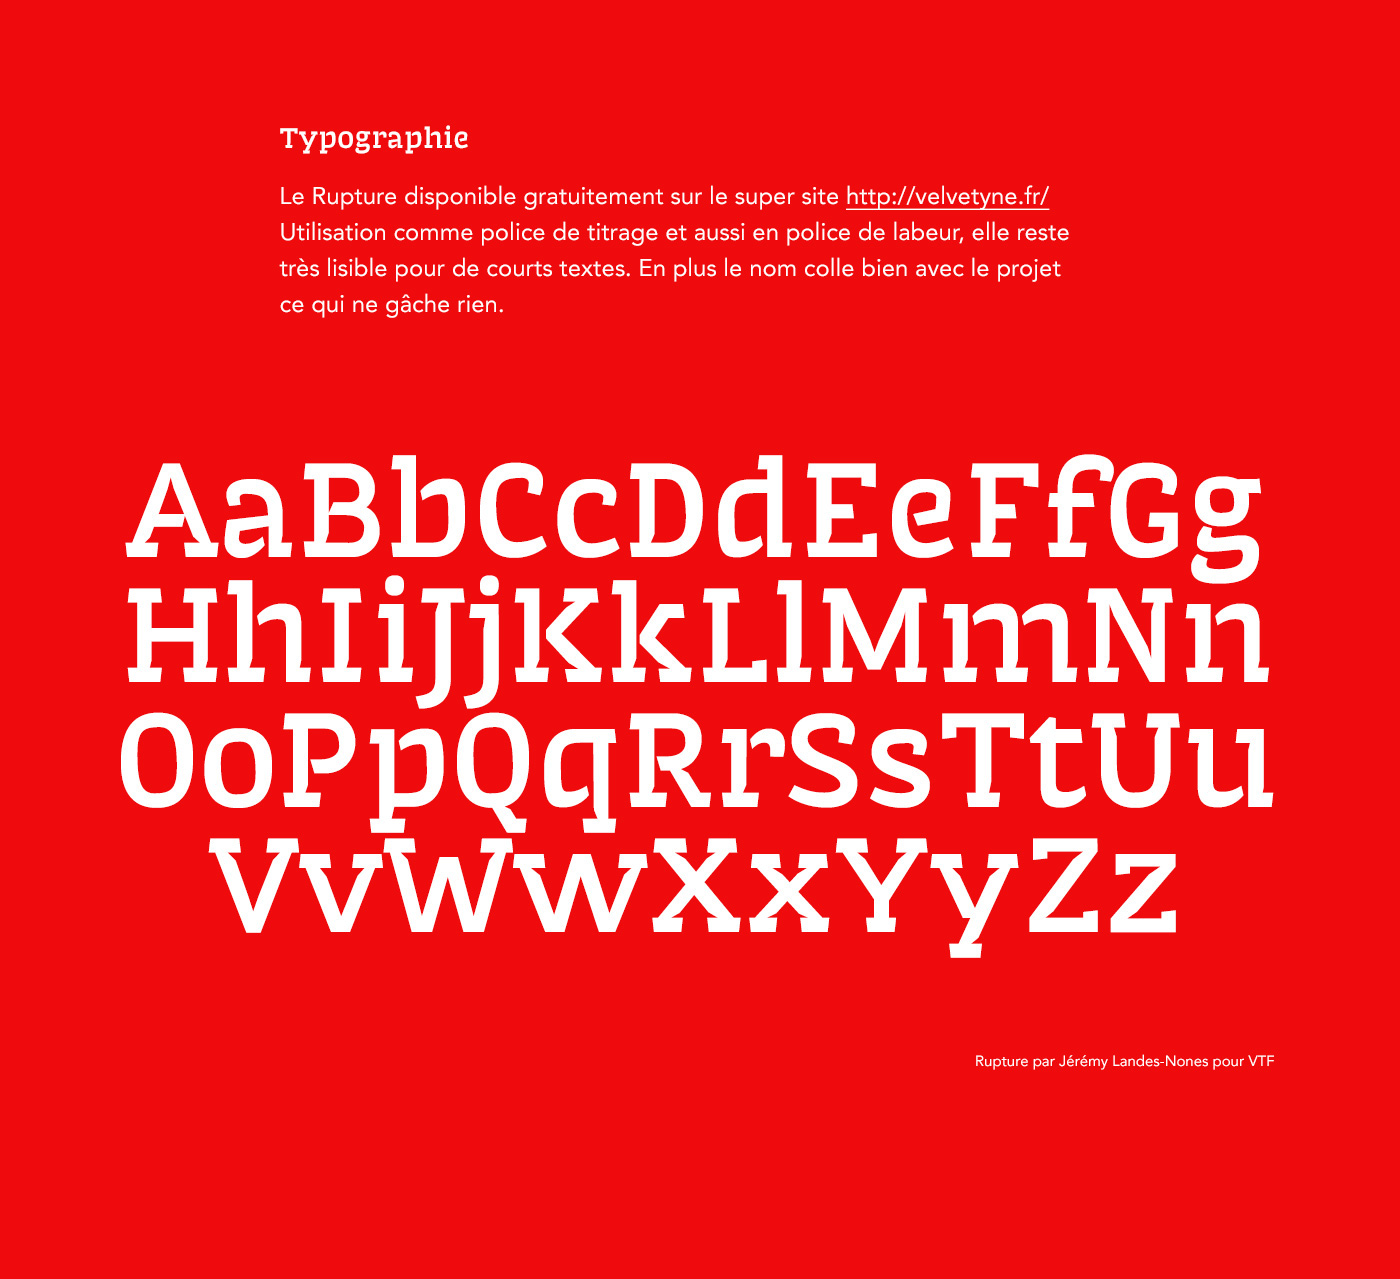 Typographie
Le Rupture disponible gratuitement sur le super site http://velvetyne.fr/
Utilisation comme police de titrage et aussi en police de labeur, elle reste
très lisible pour de courts textes. En plus le nom colle bien avec le projet
ce qui ne gâche rien.
AaBbCcDdEeFfGg
HhIiJjKkLlMmNn
OoPpQqRrSsTtUu
VvWwXxYyZz
Rupture par Jérémy Landes-Nones pour VTF